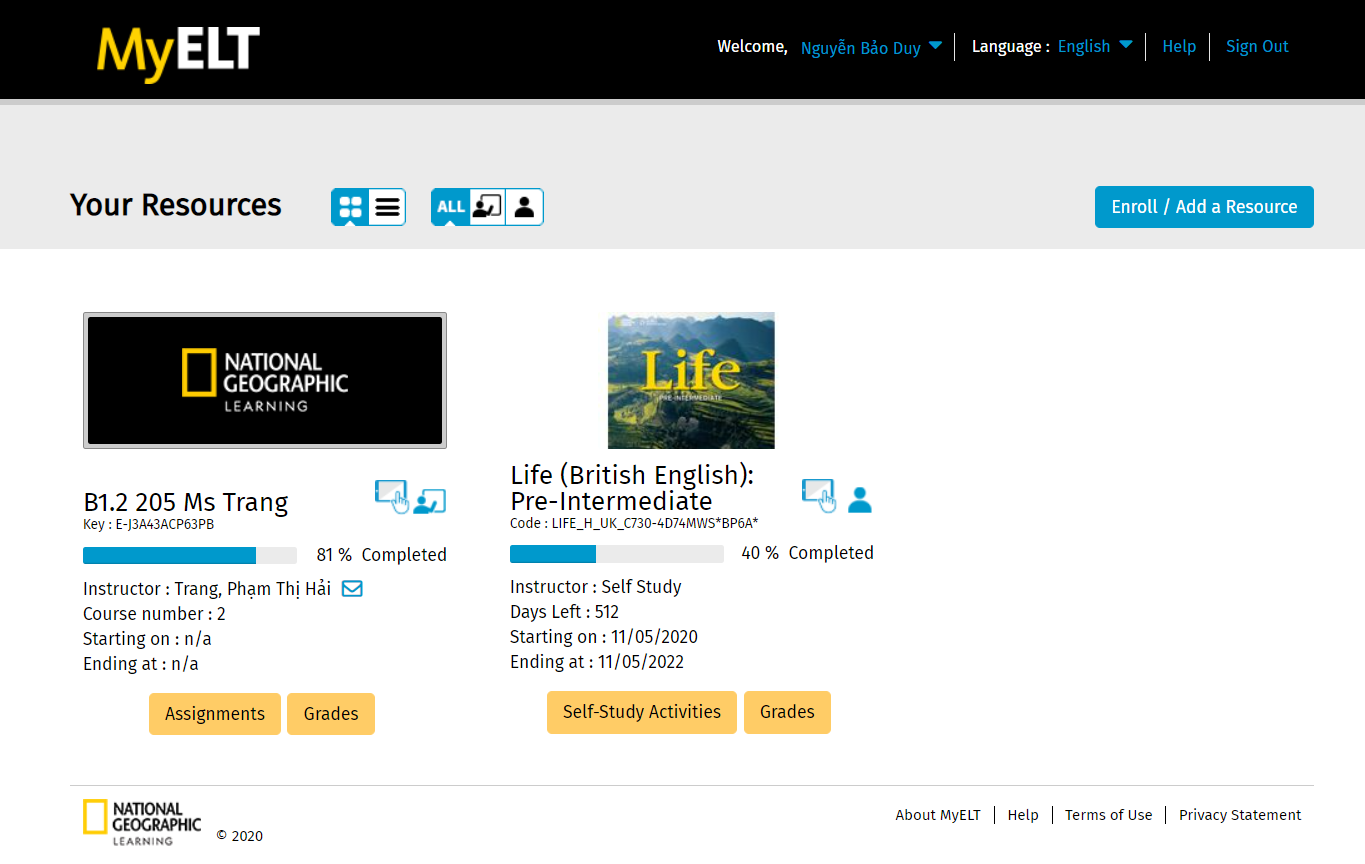 MyELT
Welcome, Nguyễn Bảo Duy
Language : English
Help
Sign Out
Your Resources
ALL
Enroll / Add a Resource
NATIONAL
GEOGRAPHIC
LEARNING
B1.2 205 Ms Trang
Key : E-J3A43ACP63PB
81 % Completed
Instructor : Trang, Phạm Thị Hải
Course number : 2
Starting on : n/a
Ending at : n/a
Assignments
Grades
Life
PRE-INTERMEDIATE
Life (British English):
Pre-Intermediate
Code : LIFE_H_UK_C730-4D74MWS*BP6A*
40 % Completed
Instructor : Self Study
Days Left : 512
Starting on : 11/05/2020
Ending at : 11/05/2022
Self-Study Activities
Grades
NATIONAL
GEOGRAPHIC
LEARNING
© 2020
About MyELT
Help
Terms of Use
Privacy Statement